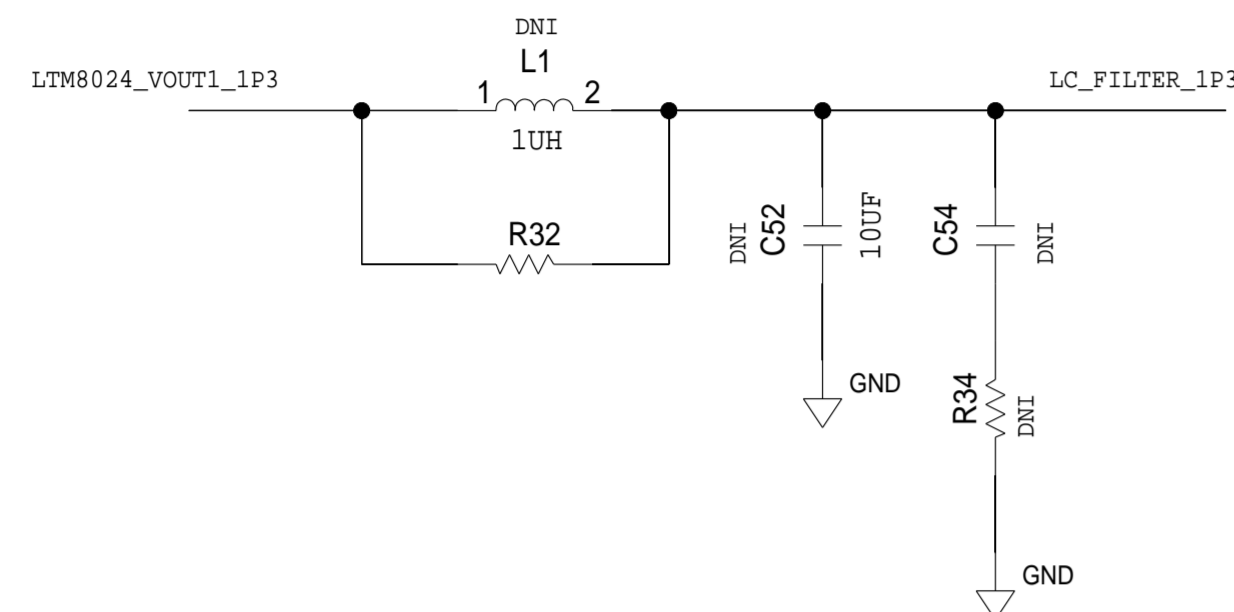 DNI
L1
LTM8024_VOUT1_1P3
1
2
LC_FILTER_1P3
1UH
R32
DNI
C52
10UF
C54
DNI
GND
R34
DNI
GND